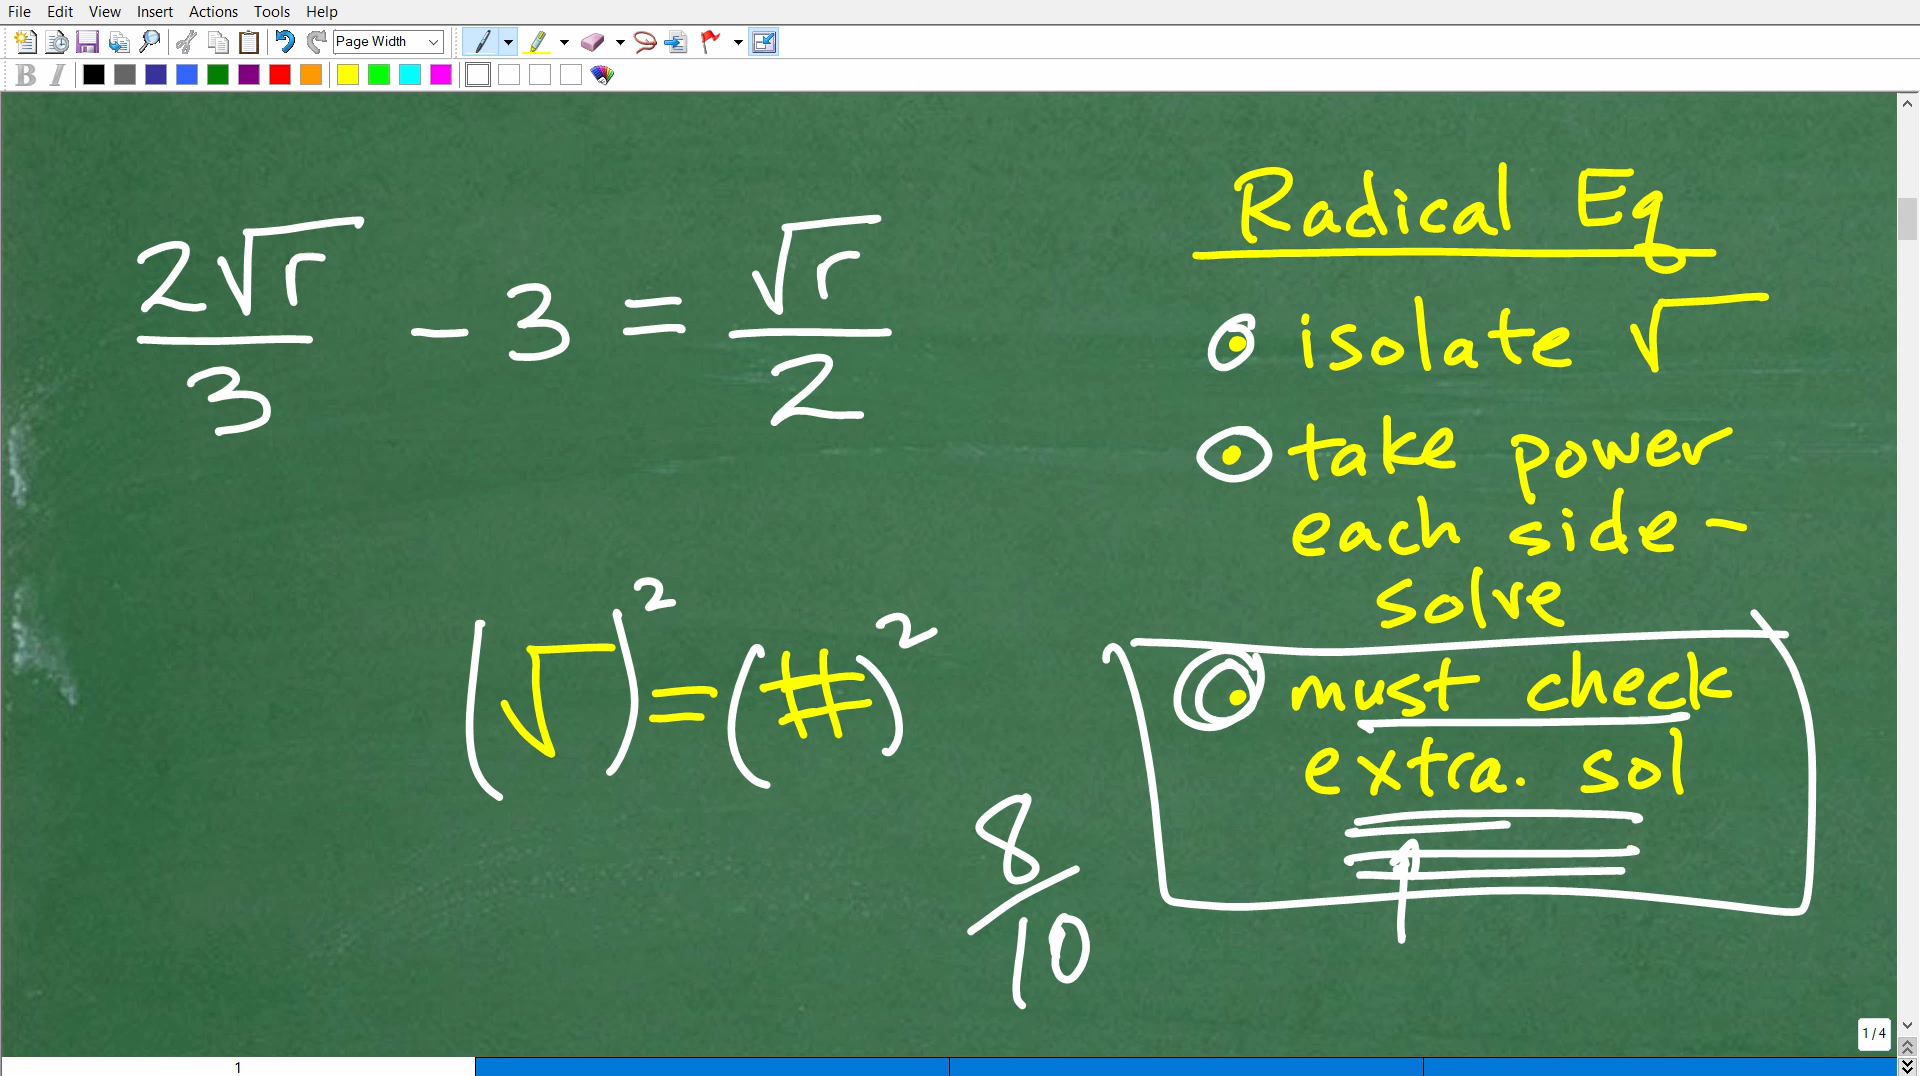 File Edit View Insert Actions Tools Help
Page Width
B I
2√r/3 - 3 = √r/2
Radical Eq
isolate √
take power
each side -
solve
(√)² = (#)²
must check
extra. sol
8/10
1 / 4
1